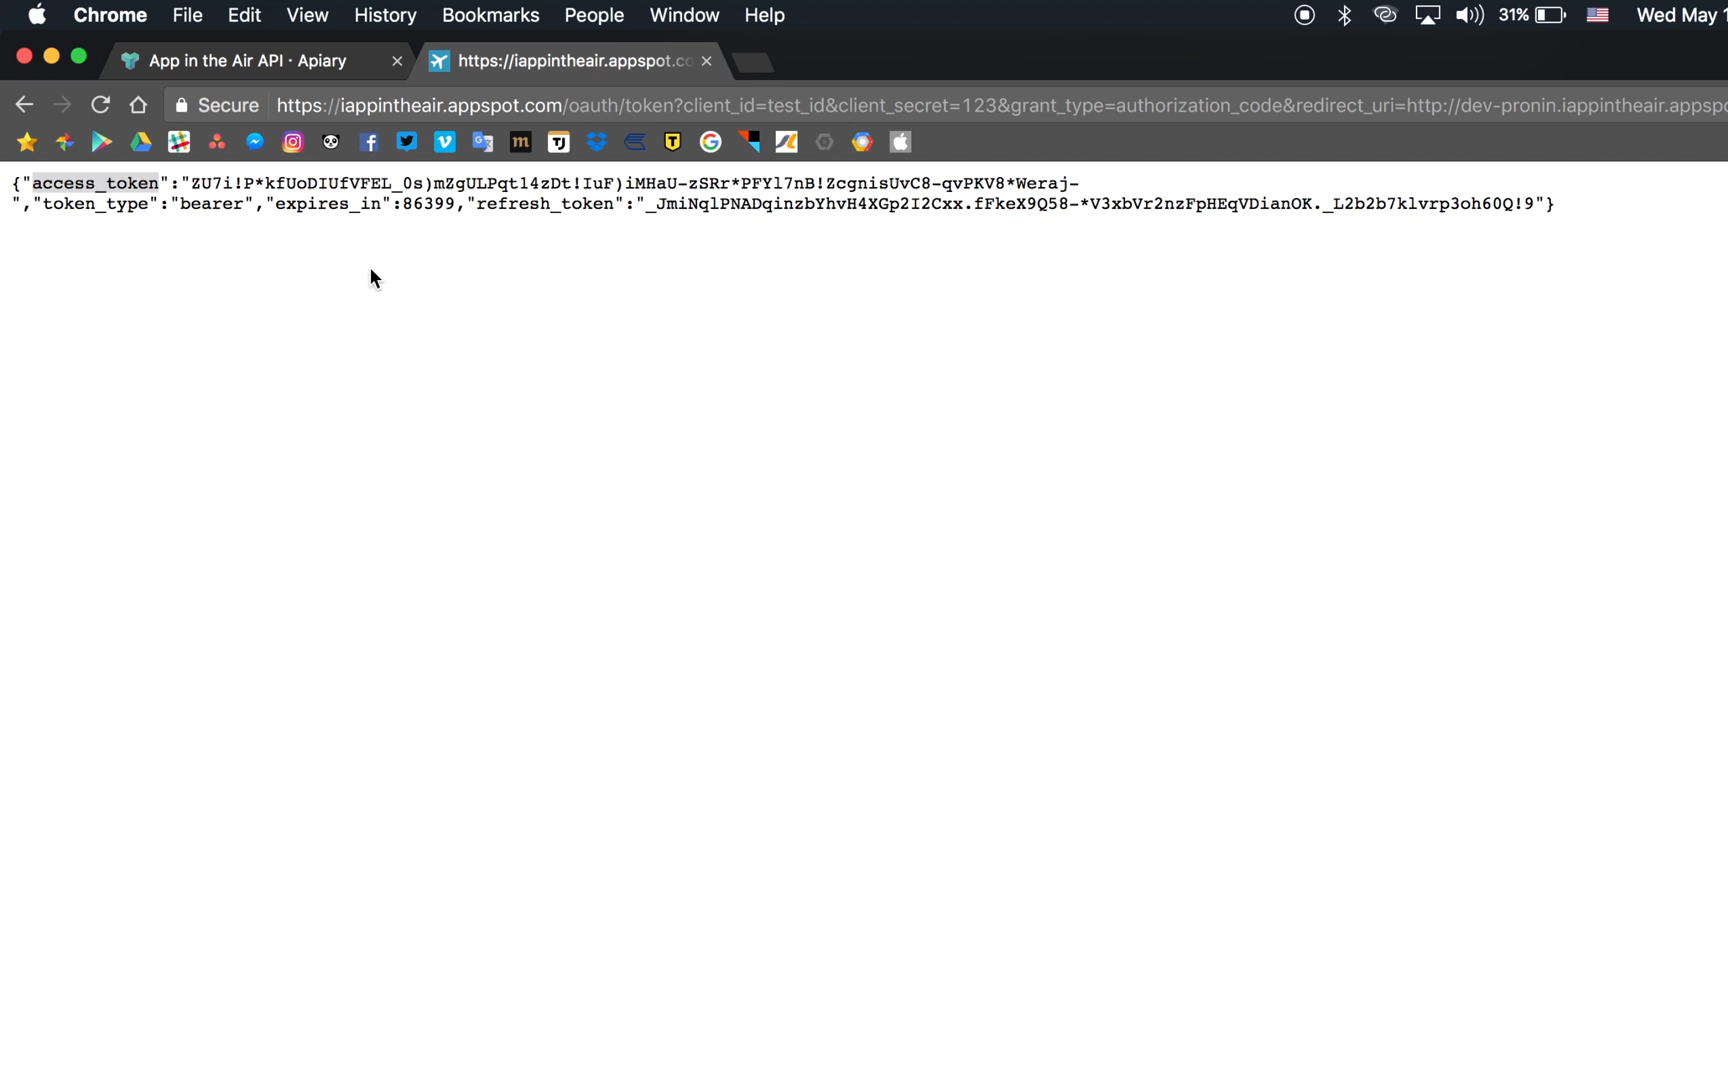 Chrome File Edit View History Bookmarks People Window Help 31% Wed May 1
App in the Air API · Apiary https://iappintheair.appspot.co
Secure https://iappintheair.appspot.com/oauth/token?client_id=test_id&client_secret=123&grant_type=authorization_code&redirect_uri=http://dev-pronin.iappintheair.appspo
{"access_token":"ZU7i!P*kfUoDIUfVFEL_0s)mZgULPqt14zDt!IuF)iMHaU-zSRr*PFYl7nB!ZcgnisUvC8-qvPKV8*Weraj-
","token_type":"bearer","expires_in":86399,"refresh_token":"_JmiNqlPNADqinzbYhvH4XGp2I2Cxx.fFkeX9Q58-*V3xbVr2nzFpHEqVDianOK._L2b2b7klvrp3oh60Q!9"}